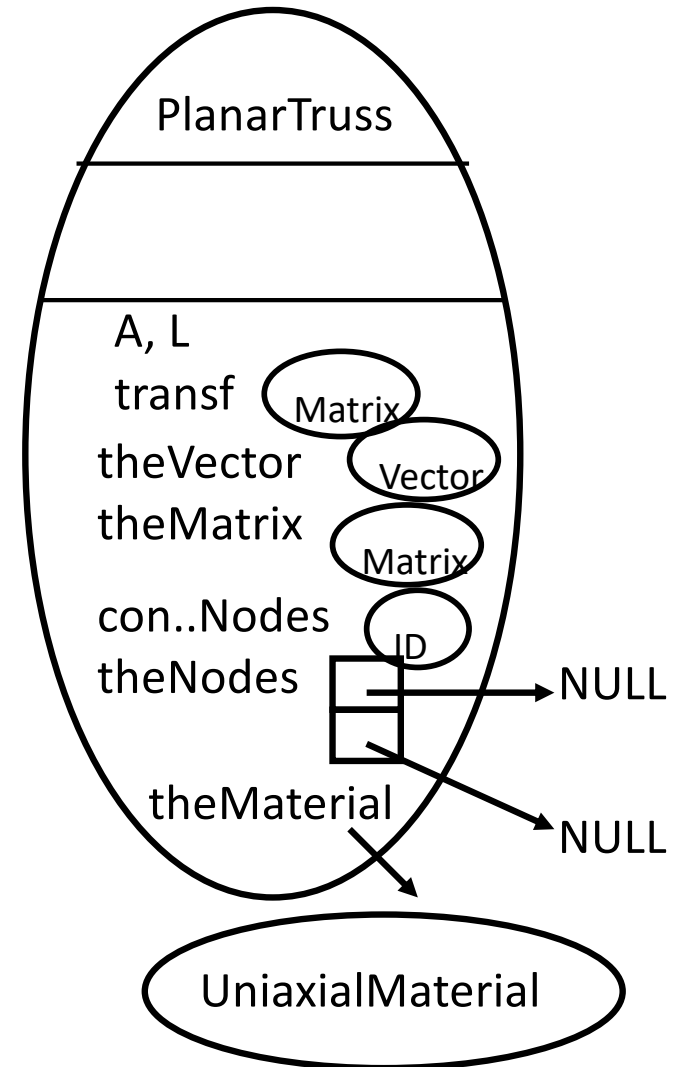 PlanarTruss
A, L
transf
Matrix
theVector
Vector
theMatrix
Matrix
con..Nodes
ID
theNodes
NULL
theMaterial
NULL
UniaxialMaterial